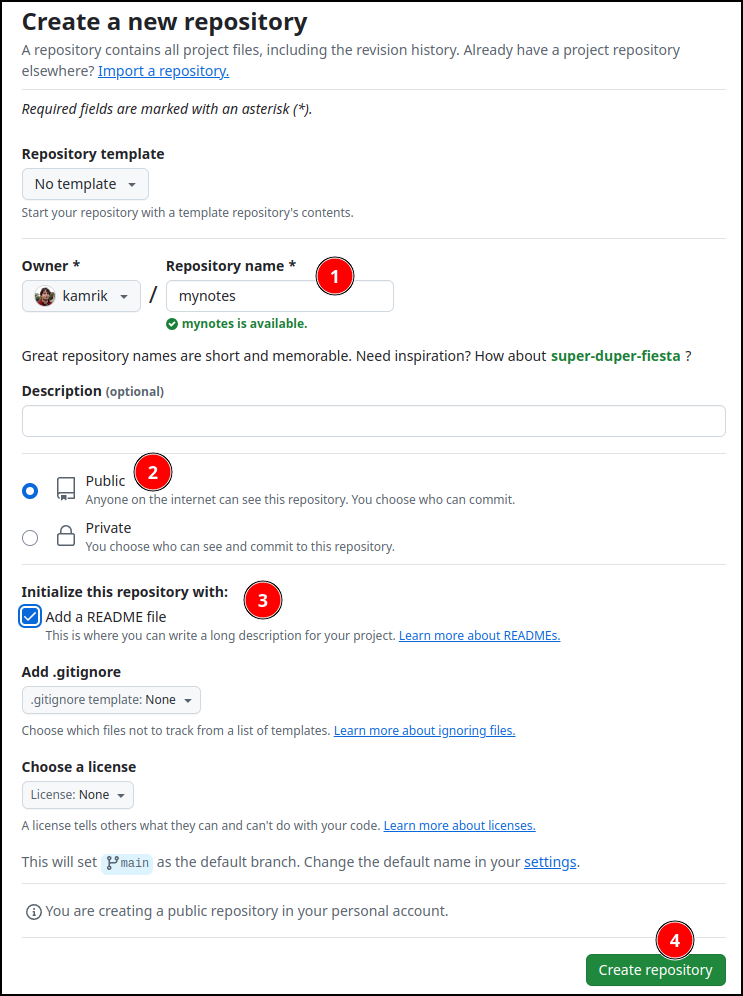 Create a new repository
A repository contains all project files, including the revision history. Already have a project repository
elsewhere? Import a repository.
Required fields are marked with an asterisk (*).
Repository template
No template
Start your repository with a template repository's contents.
Owner * Repository name * 1
kamrik / mynotes
mynotes is available.
Great repository names are short and memorable. Need inspiration? How about super-duper-fiesta ?
Description (optional)
Public 2
Anyone on the internet can see this repository. You choose who can commit.
Private
You choose who can see and commit to this repository.
Initialize this repository with: 3
Add a README file
This is where you can write a long description for your project. Learn more about READMEs.
Add .gitignore
.gitignore template: None
Choose which files not to track from a list of templates. Learn more about ignoring files.
Choose a license
License: None
A license tells others what they can and can't do with your code. Learn more about licenses.
This will set main as the default branch. Change the default name in your settings.
You are creating a public repository in your personal account.
4
Create repository